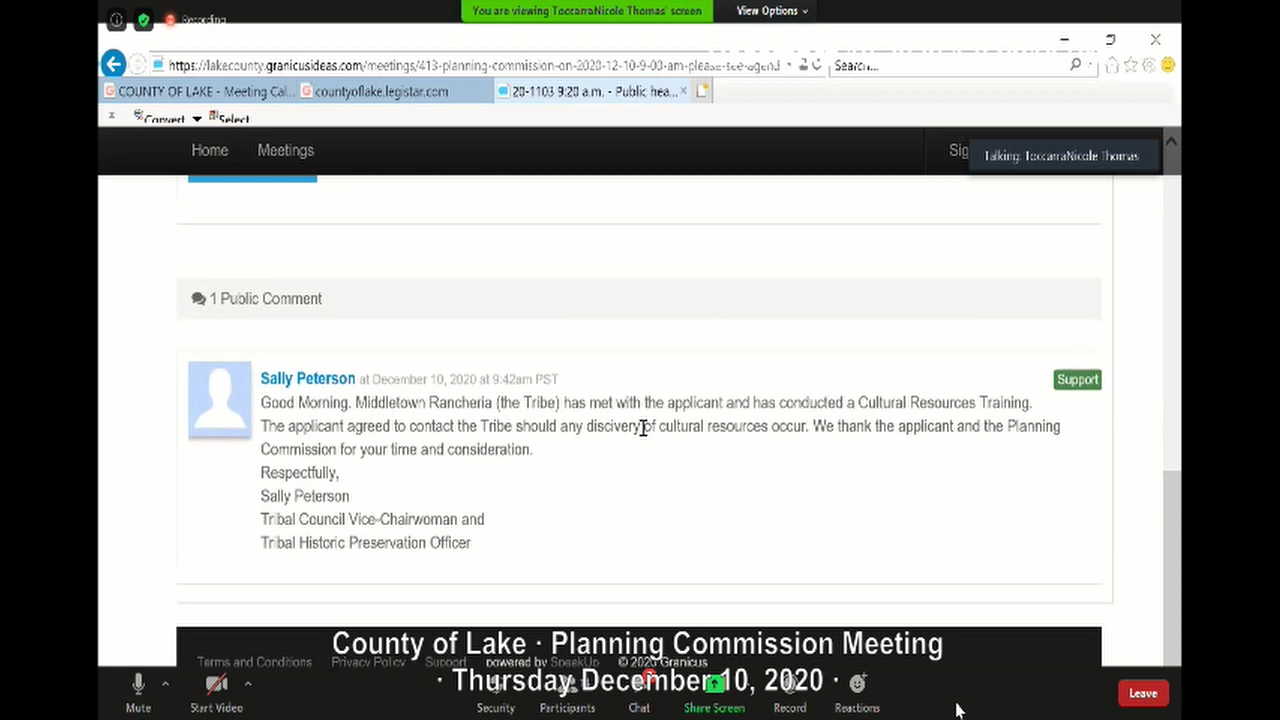 Recording
You are viewing ToccarraNicole Thomas' screen
View Options
https://lakecounty.granicusideas.com/meetings/413-planning-commission-on-2020-12-10-9-00-am-please-see-agend
Search...
COUNTY OF LAKE - Meeting Cal...
countyoflake.legistar.com
20-1103 9:20 a.m. - Public hea...
x Convert Select
Home Meetings Sig
Talking: ToccarraNicole Thomas
1 Public Comment
Sally Peterson at December 10, 2020 at 9:42am PST
Support
Good Morning. Middletown Rancheria (the Tribe) has met with the applicant and has conducted a Cultural Resources Training.
The applicant agreed to contact the Tribe should any discivery of cultural resources occur. We thank the applicant and the Planning
Commission for your time and consideration.
Respectfully,
Sally Peterson
Tribal Council Vice-Chairwoman and
Tribal Historic Preservation Officer
County of Lake · Planning Commission Meeting
Terms and Conditions Privacy Policy Support powered by SpeakUp © 2020 Granicus
· Thursday December 10, 2020 ·
Mute Start Video Security Participants Chat Share Screen Record Reactions Leave